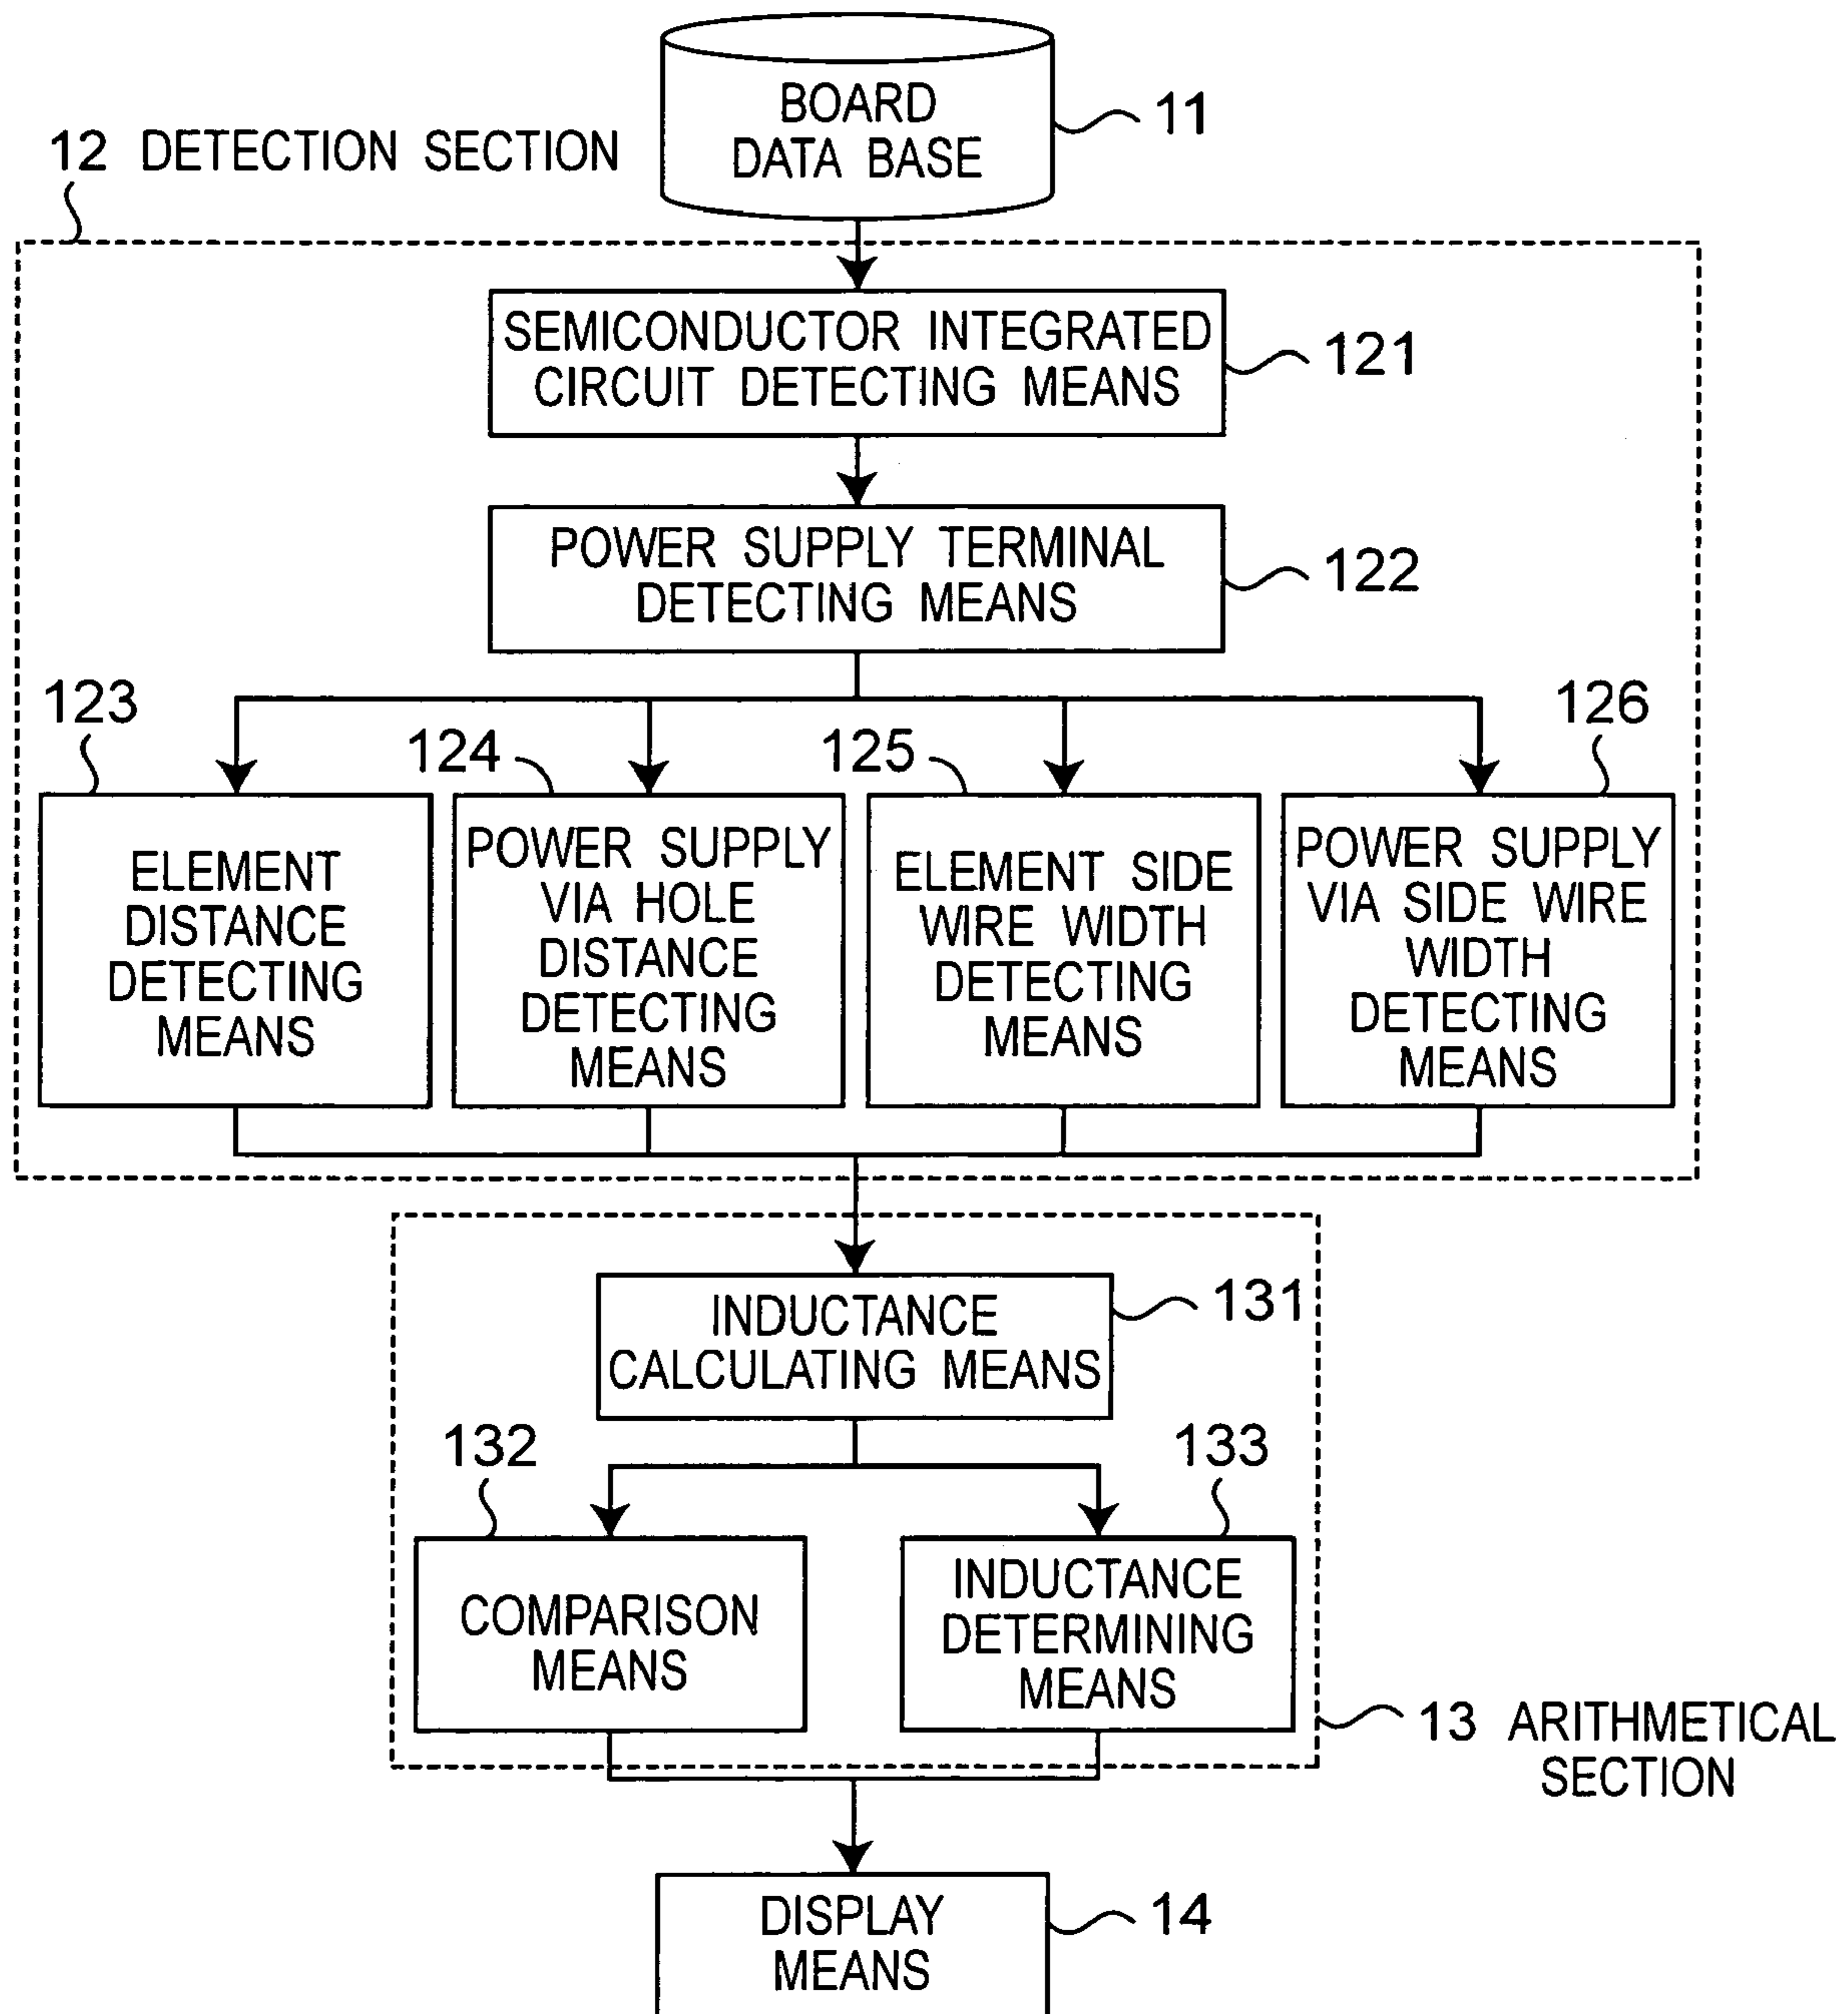 BOARD
DATA BASE
11
12 DETECTION SECTION
SEMICONDUCTOR INTEGRATED
CIRCUIT DETECTING MEANS
121
POWER SUPPLY TERMINAL
DETECTING MEANS
122
123
ELEMENT
DISTANCE
DETECTING
MEANS
124
POWER SUPPLY
VIA HOLE
DISTANCE
DETECTING
MEANS
125
ELEMENT SIDE
WIRE WIDTH
DETECTING
MEANS
126
POWER SUPPLY
VIA SIDE WIRE
WIDTH
DETECTING
MEANS
INDUCTANCE
CALCULATING MEANS
131
132
COMPARISON
MEANS
133
INDUCTANCE
DETERMINING
MEANS
13 ARITHMETICAL
SECTION
DISPLAY
MEANS
14